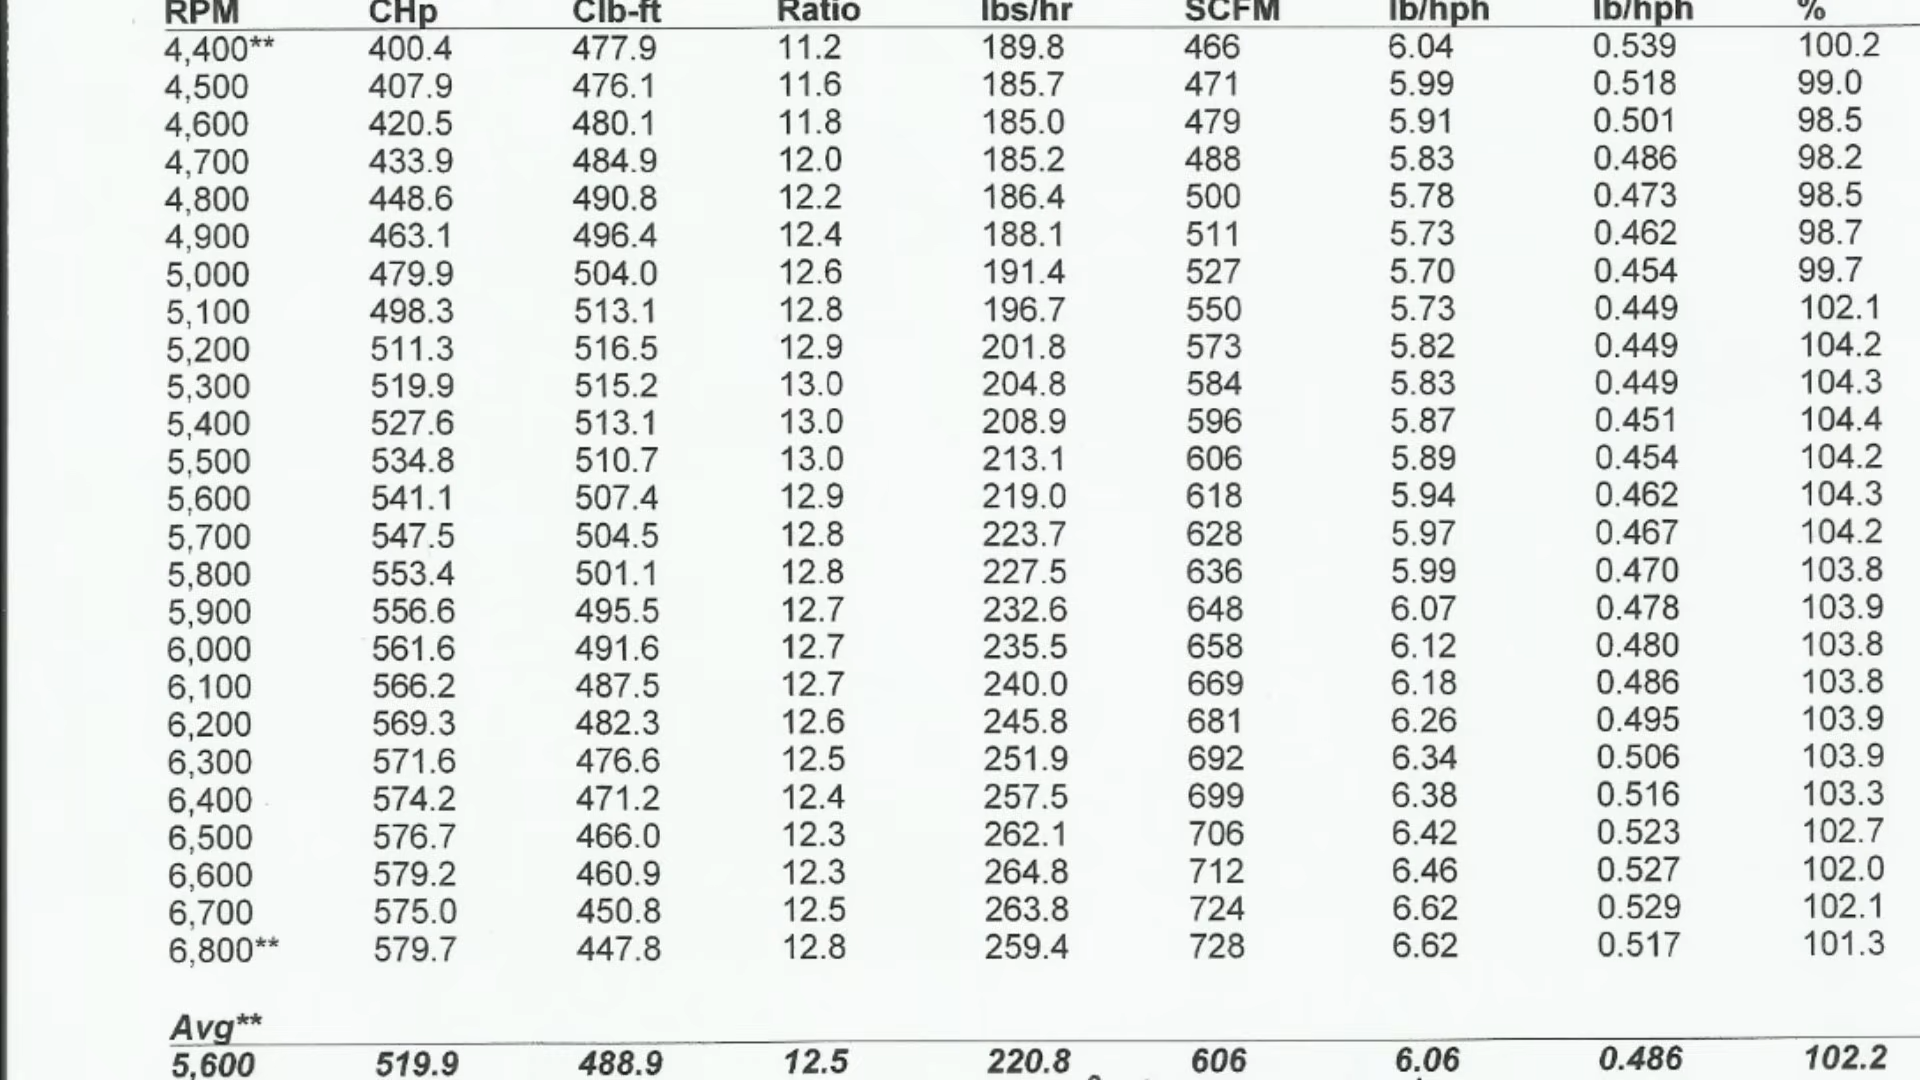 RPM CHp Clb-ft Ratio lbs/hr SCFM lb/hph lb/hph %
4,400** 400.4 477.9 11.2 189.8 466 6.04 0.539 100.2
4,500 407.9 476.1 11.6 185.7 471 5.99 0.518 99.0
4,600 420.5 480.1 11.8 185.0 479 5.91 0.501 98.5
4,700 433.9 484.9 12.0 185.2 488 5.83 0.486 98.2
4,800 448.6 490.8 12.2 186.4 500 5.78 0.473 98.5
4,900 463.1 496.4 12.4 188.1 511 5.73 0.462 98.7
5,000 479.9 504.0 12.6 191.4 527 5.70 0.454 99.7
5,100 498.3 513.1 12.8 196.7 550 5.73 0.449 102.1
5,200 511.3 516.5 12.9 201.8 573 5.82 0.449 104.2
5,300 519.9 515.2 13.0 204.8 584 5.83 0.449 104.3
5,400 527.6 513.1 13.0 208.9 596 5.87 0.451 104.4
5,500 534.8 510.7 13.0 213.1 606 5.89 0.454 104.2
5,600 541.1 507.4 12.9 219.0 618 5.94 0.462 104.3
5,700 547.5 504.5 12.8 223.7 628 5.97 0.467 104.2
5,800 553.4 501.1 12.8 227.5 636 5.99 0.470 103.8
5,900 556.6 495.5 12.7 232.6 648 6.07 0.478 103.9
6,000 561.6 491.6 12.7 235.5 658 6.12 0.480 103.8
6,100 566.2 487.5 12.7 240.0 669 6.18 0.486 103.8
6,200 569.3 482.3 12.6 245.8 681 6.26 0.495 103.9
6,300 571.6 476.6 12.5 251.9 692 6.34 0.506 103.9
6,400 574.2 471.2 12.4 257.5 699 6.38 0.516 103.3
6,500 576.7 466.0 12.3 262.1 706 6.42 0.523 102.7
6,600 579.2 460.9 12.3 264.8 712 6.46 0.527 102.0
6,700 575.0 450.8 12.5 263.8 724 6.62 0.529 102.1
6,800** 579.7 447.8 12.8 259.4 728 6.62 0.517 101.3
Avg**
5,600 519.9 488.9 12.5 220.8 606 6.06 0.486 102.2